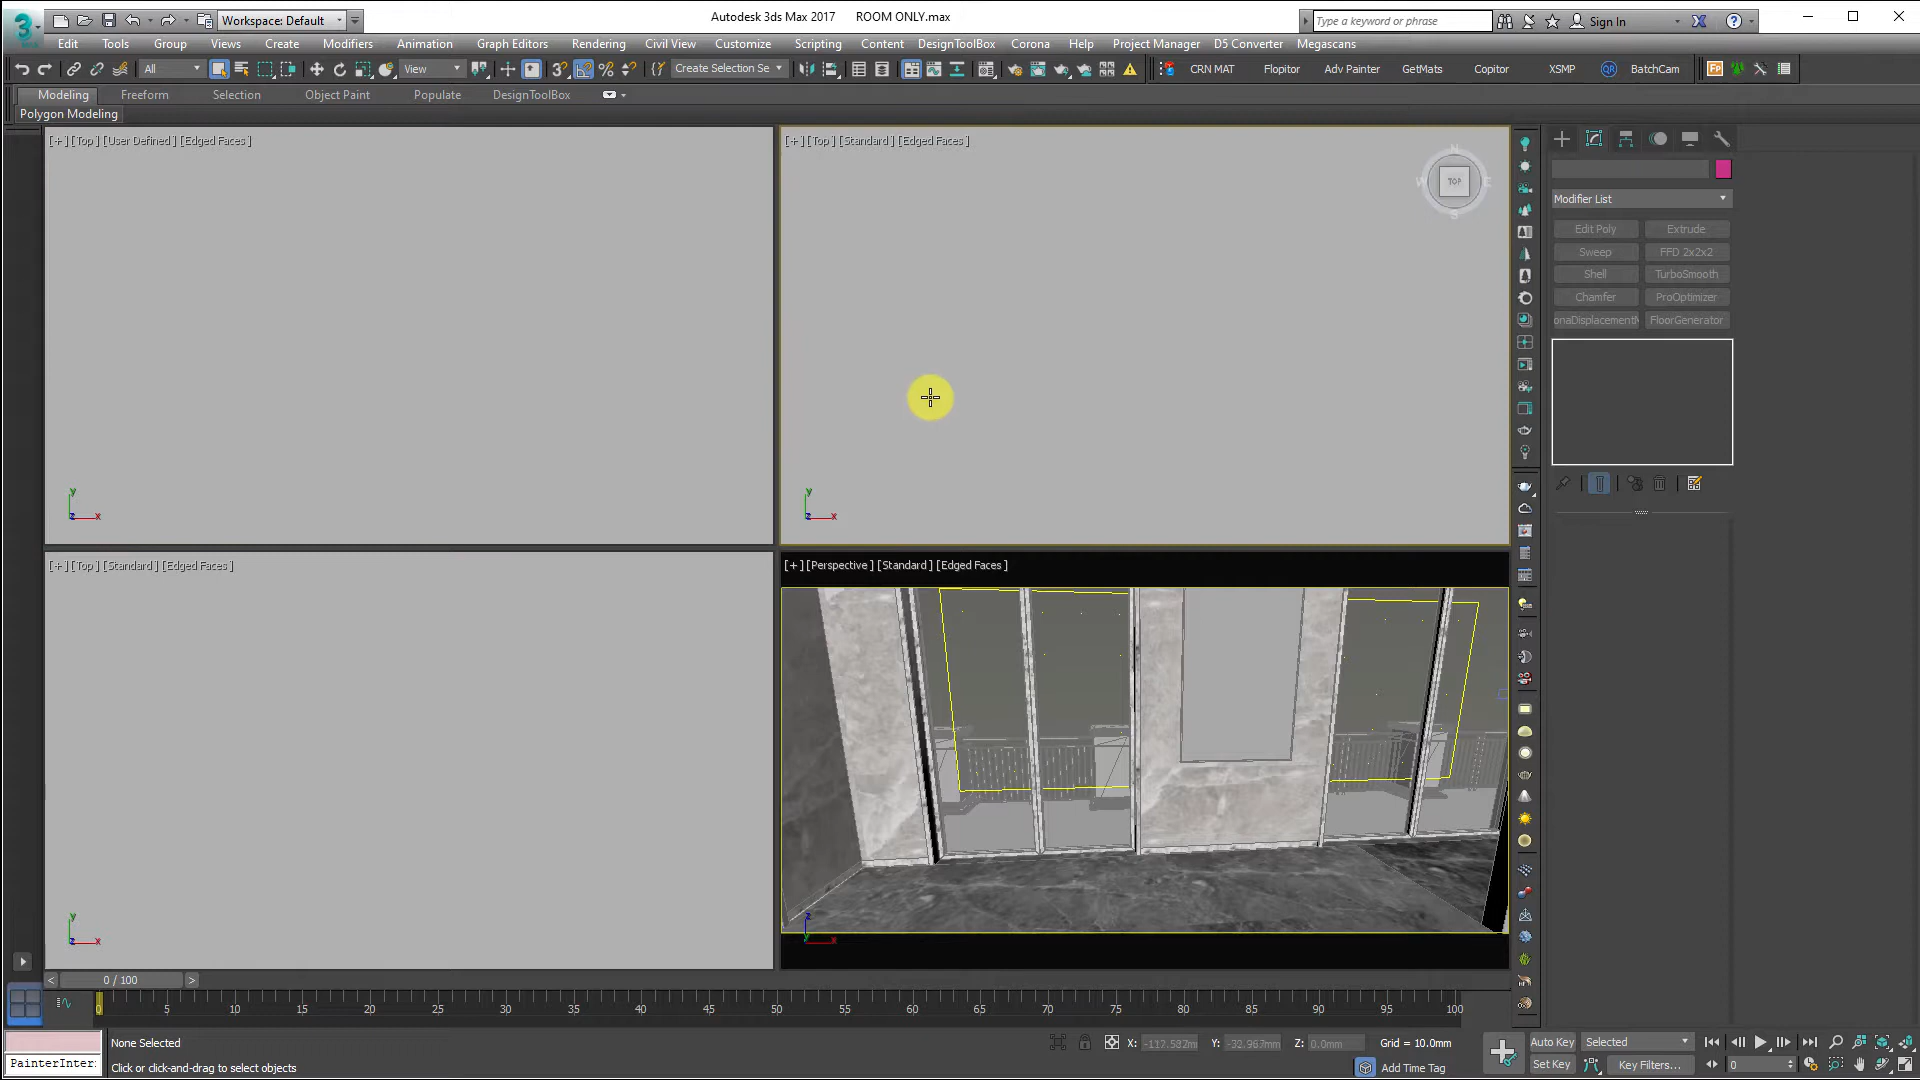 Workspace: Default
Autodesk 3ds Max 2017 ROOM ONLY.max
Type a keyword or phrase
Sign In
Edit Tools Group Views Create Modifiers Animation Graph Editors Rendering Civil View Customize Scripting Content DesignToolBox Corona Help Project Manager D5 Converter Megascans
All View Create Selection Se CRN MAT Flopitor Adv Painter GetMats Copitor XSMP BatchCam
Modeling Freeform Selection Object Paint Populate DesignToolBox
Polygon Modeling
[+] [Top] [User Defined] [Edged Faces]
[+] [Top] [Standard] [Edged Faces]
N
W TOP E
S
Modifier List
Edit Poly Extrude
Sweep FFD 2x2x2
Shell TurboSmooth
Chamfer ProOptimizer
onaDisplacementM FloorGenerator
y
z x
y
z x
[+] [Top] [Standard] [Edged Faces]
[+] [Perspective] [Standard] [Edged Faces]
y
z x
z
y x
< 0 / 100 >
0 5 10 15 20 25 30 35 40 45 50 55 60 65 70 75 80 85 90 95 100
None Selected
X: -117.582m Y: -32.967m Z: 0.0mm Grid = 10.0mm
Auto Key Selected
PainterInter
Click or click-and-drag to select objects
Add Time Tag
Set Key Key Filters... 0